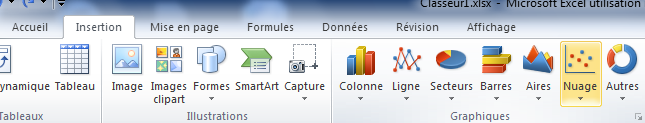 Classeur1.xlsx - Microsoft Excel utilisation
Accueil Insertion Mise en page Formules Données Révision Affichage
ynamique Tableau Image Images clipart Formes SmartArt Capture Colonne Ligne Secteurs Barres Aires Nuage Autres
Tableaux Illustrations Graphiques